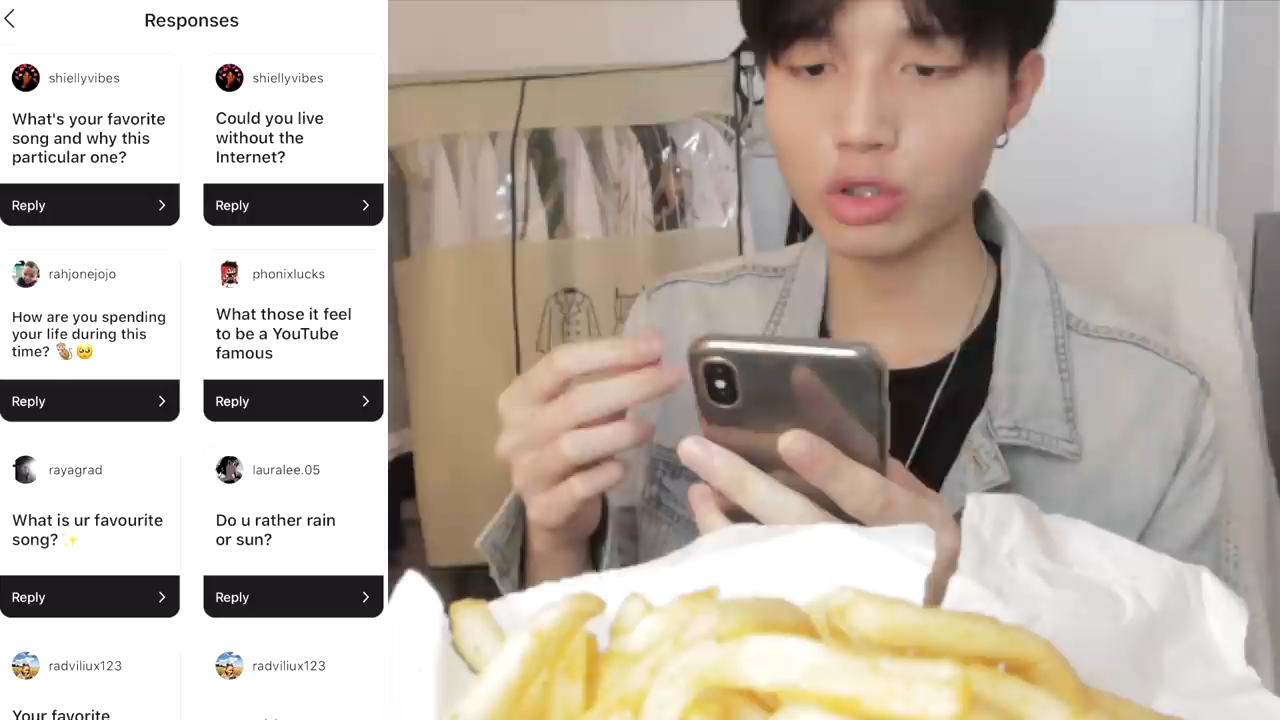 Responses
shiellyvibes
What's your favorite
song and why this
particular one?
Reply
shiellyvibes
Could you live
without the
Internet?
Reply
rahjonejojo
How are you spending
your life during this
time? 🐒🥺
Reply
phonixlucks
What those it feel
to be a YouTube
famous
Reply
rayagrad
What is ur favourite
song? ✨
Reply
lauralee.05
Do u rather rain
or sun?
Reply
radviliux123
Your favorite
radviliux123